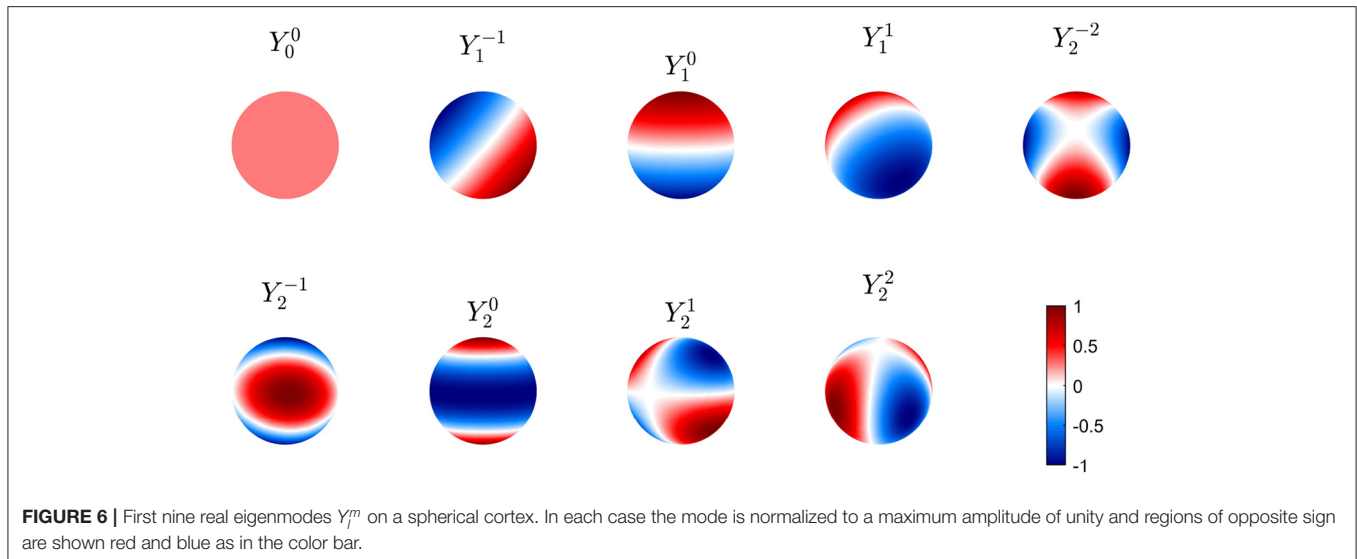 Y_0^0
Y_1^{-1}
Y_1^0
Y_1^1
Y_2^{-2}
Y_2^{-1}
Y_2^0
Y_2^1
Y_2^2
1
0.5
0
-0.5
-1
FIGURE 6 | First nine real eigenmodes Y_l^m on a spherical cortex. In each case the mode is normalized to a maximum amplitude of unity and regions of opposite sign
are shown red and blue as in the color bar.